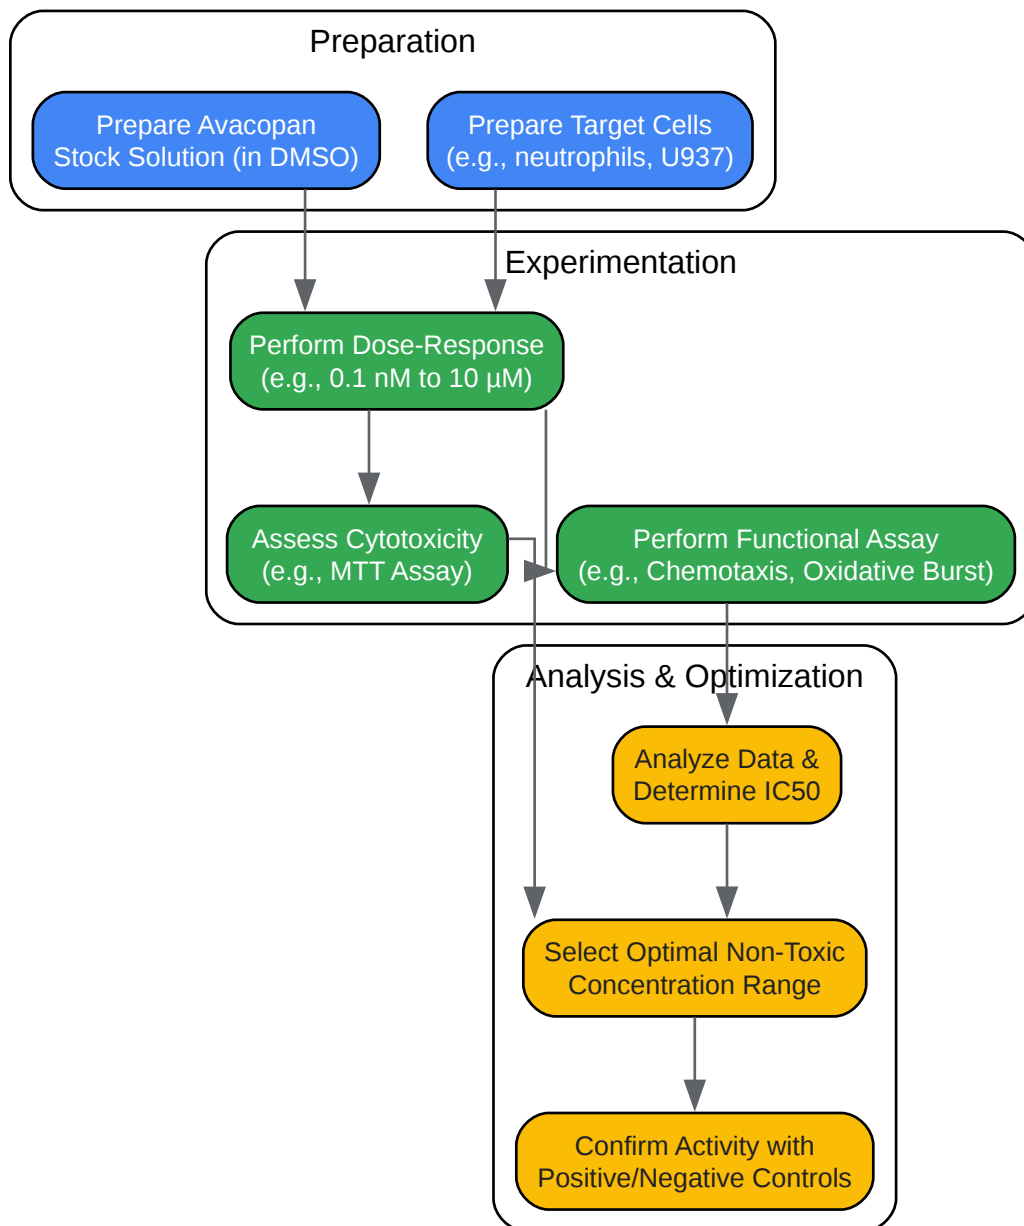 Preparation
Prepare Avacopan
Stock Solution (in DMSO)
Prepare Target Cells
(e.g., neutrophils, U937)
Experimentation
Perform Dose-Response
(e.g., 0.1 nM to 10 µM)
Assess Cytotoxicity
(e.g., MTT Assay)
Perform Functional Assay
(e.g., Chemotaxis, Oxidative Burst)
Analysis & Optimization
Analyze Data &
Determine IC50
Select Optimal Non-Toxic
Concentration Range
Confirm Activity with
Positive/Negative Controls